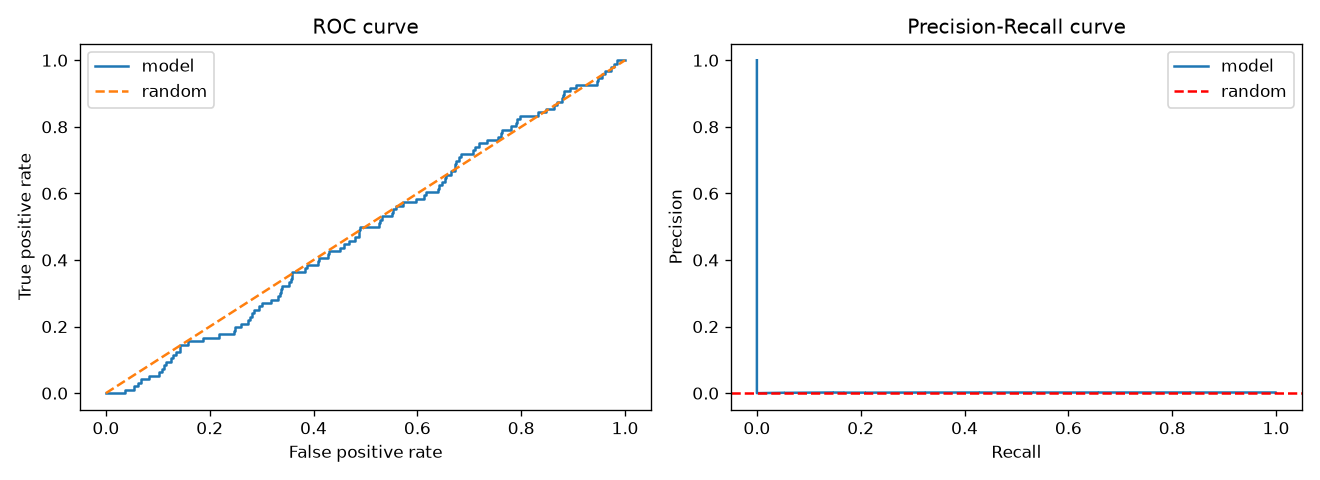 ROC curve
model
random
1.0
0.8
0.6
0.4
0.2
0.0
True positive rate
0.0 0.2 0.4 0.6 0.8 1.0
False positive rate
Precision-Recall curve
model
random
1.0
0.8
0.6
0.4
0.2
0.0
Precision
0.0 0.2 0.4 0.6 0.8 1.0
Recall